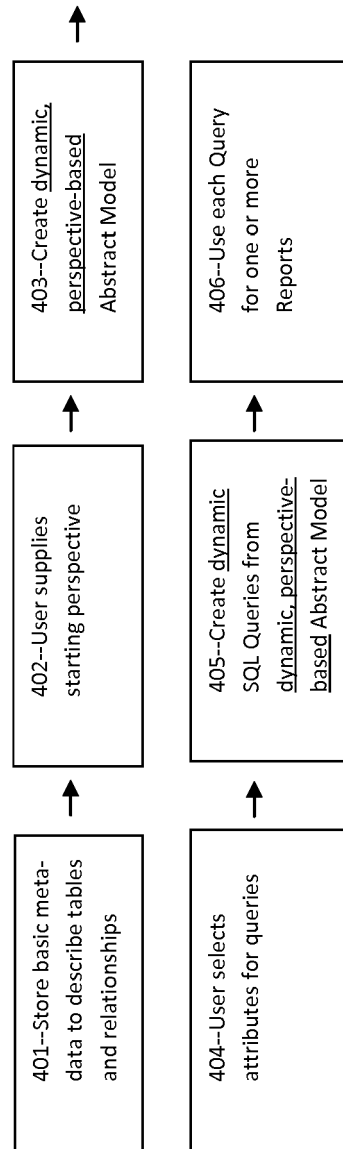 401--Store basic meta-
data to describe tables
and relationships
402--User supplies
starting perspective
403--Create dynamic,
perspective-based
Abstract Model
404--User selects
attributes for queries
405--Create dynamic
SQL Queries from
dynamic, perspective-
based Abstract Model
406--Use each Query
for one or more
Reports